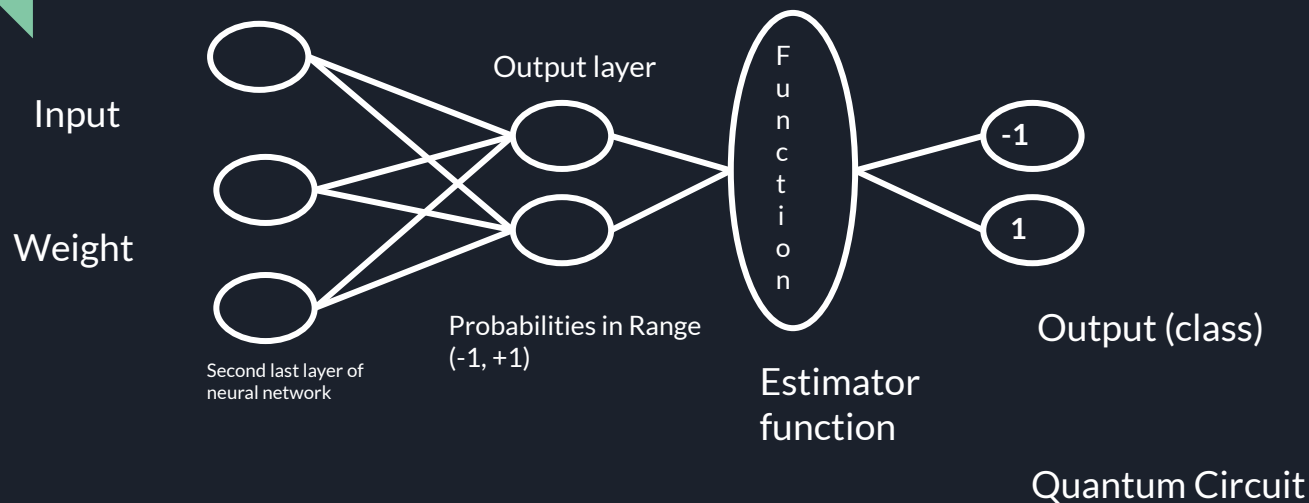 Input
Weight
Second last layer of
neural network
Output layer
Probabilities in Range
(-1, +1)
Function
Estimator
function
-1
1
Output (class)
Quantum Circuit